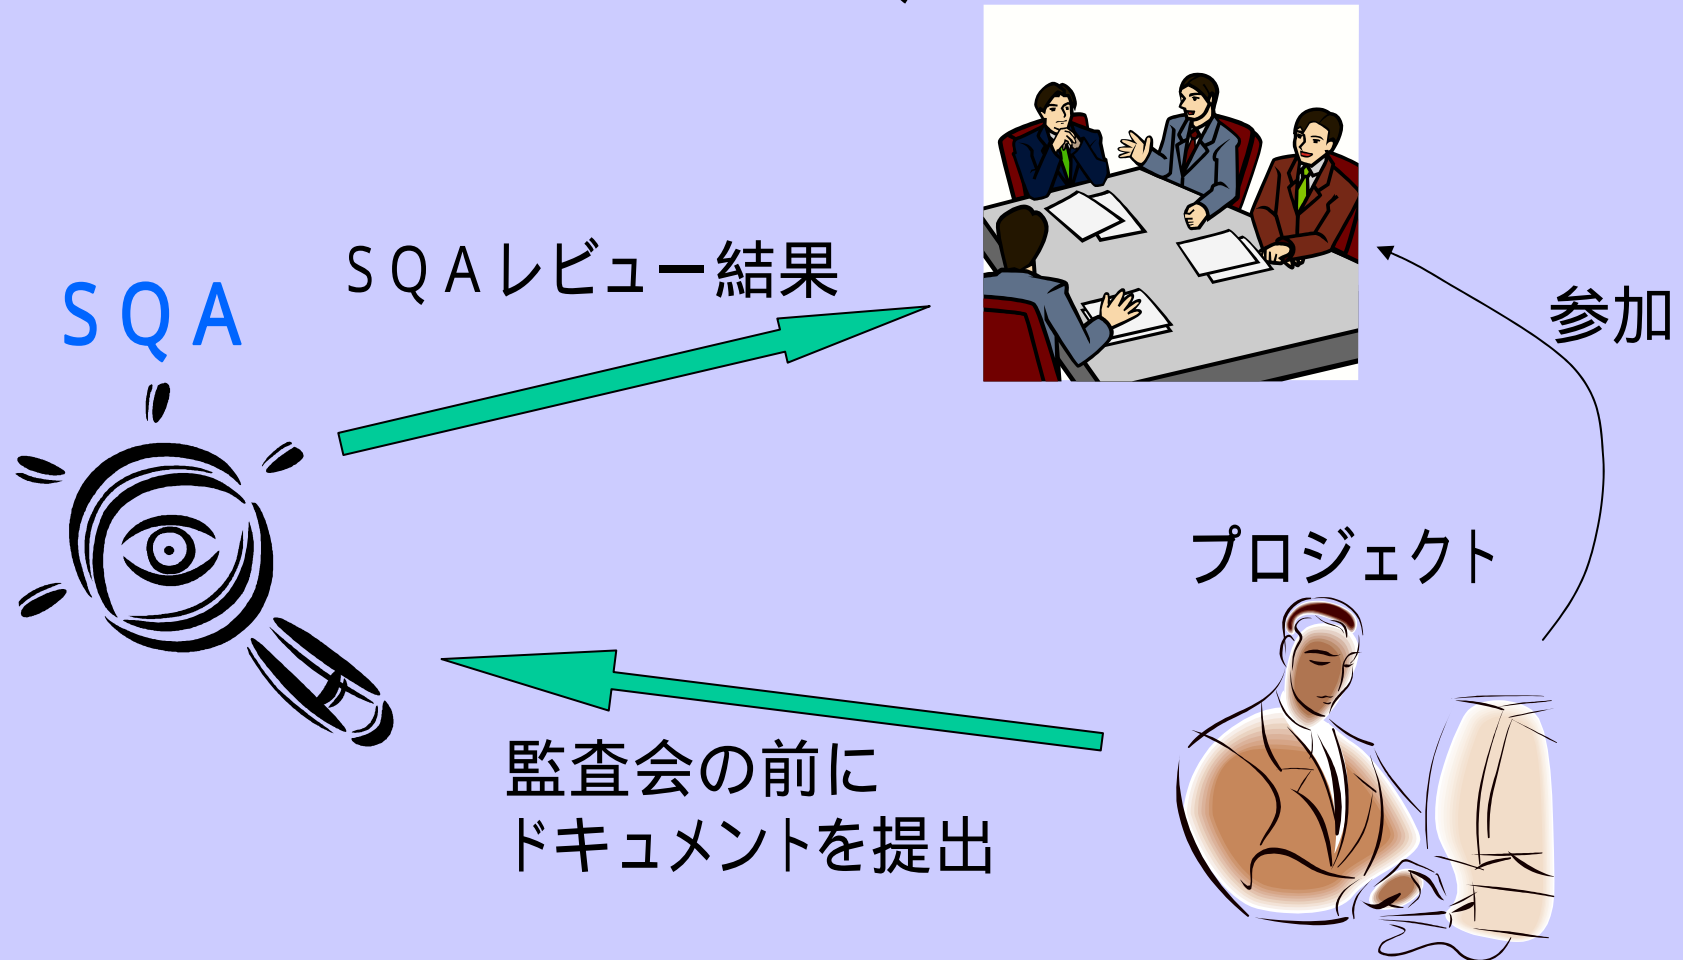 ＳＱＡレビュー結果
ＳＱＡ
参加
プロジェクト
監査会の前に
ドキュメントを提出